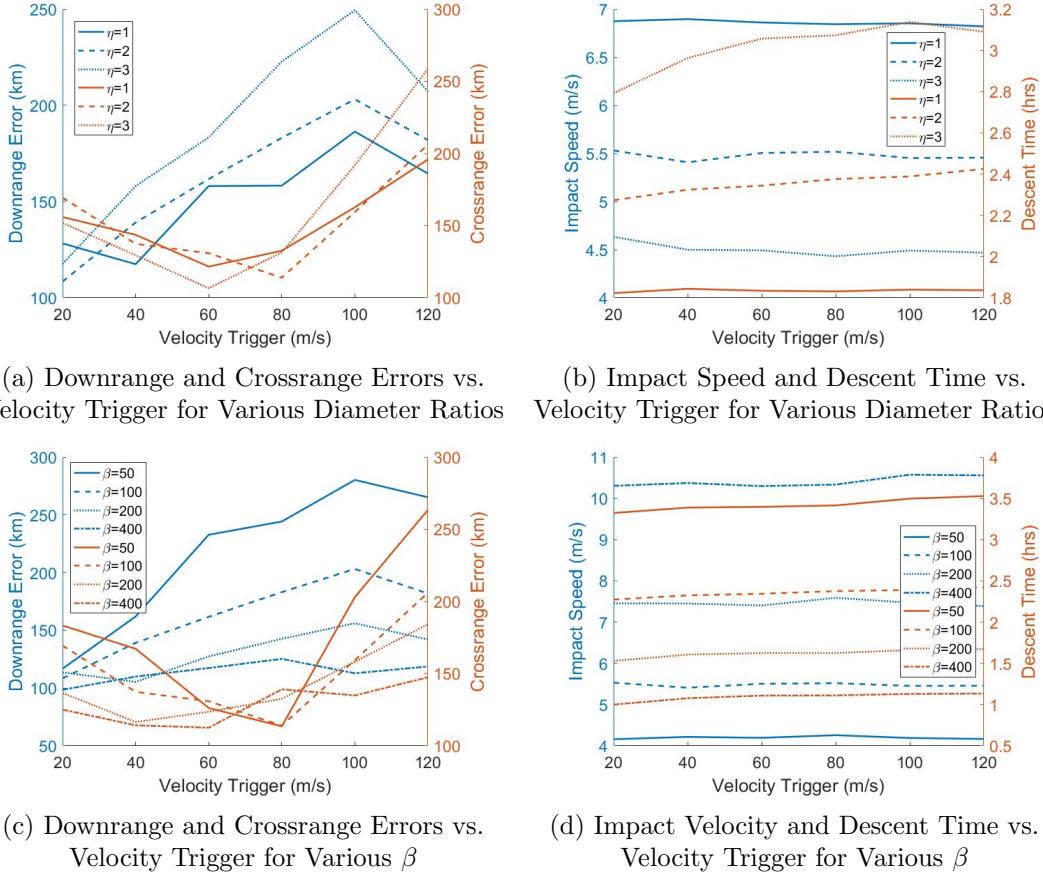 250
200
150
100
Downrange Error (km)
η=1
η=2
η=3
η=1
η=2
η=3
300
250
200
150
100
Crossrange Error (km)
20 40 60 80 100 120
Velocity Trigger (m/s)
7
6.5
6
5.5
5
4.5
4
Impact Speed (m/s)
η=1
η=2
η=3
η=1
η=2
η=3
3.2
3
2.8
2.6
2.4
2.2
2
1.8
Descent Time (hrs)
20 40 60 80 100 120
Velocity Trigger (m/s)
(a) Downrange and Crossrange Errors vs.
elocity Trigger for Various Diameter Ratios
(b) Impact Speed and Descent Time vs.
Velocity Trigger for Various Diameter Ratio
300
250
200
150
100
50
Downrange Error (km)
β=50
β=100
β=200
β=400
β=50
β=100
β=200
β=400
300
250
200
150
100
Crossrange Error (km)
20 40 60 80 100 120
Velocity Trigger (m/s)
11
10
9
8
7
6
5
4
Impact Speed (m/s)
β=50
β=100
β=200
β=400
β=50
β=100
β=200
β=400
4
3.5
3
2.5
2
1.5
1
0.5
Descent Time (hrs)
20 40 60 80 100 120
Velocity Trigger (m/s)
(c) Downrange and Crossrange Errors vs.
Velocity Trigger for Various β
(d) Impact Velocity and Descent Time vs.
Velocity Trigger for Various β